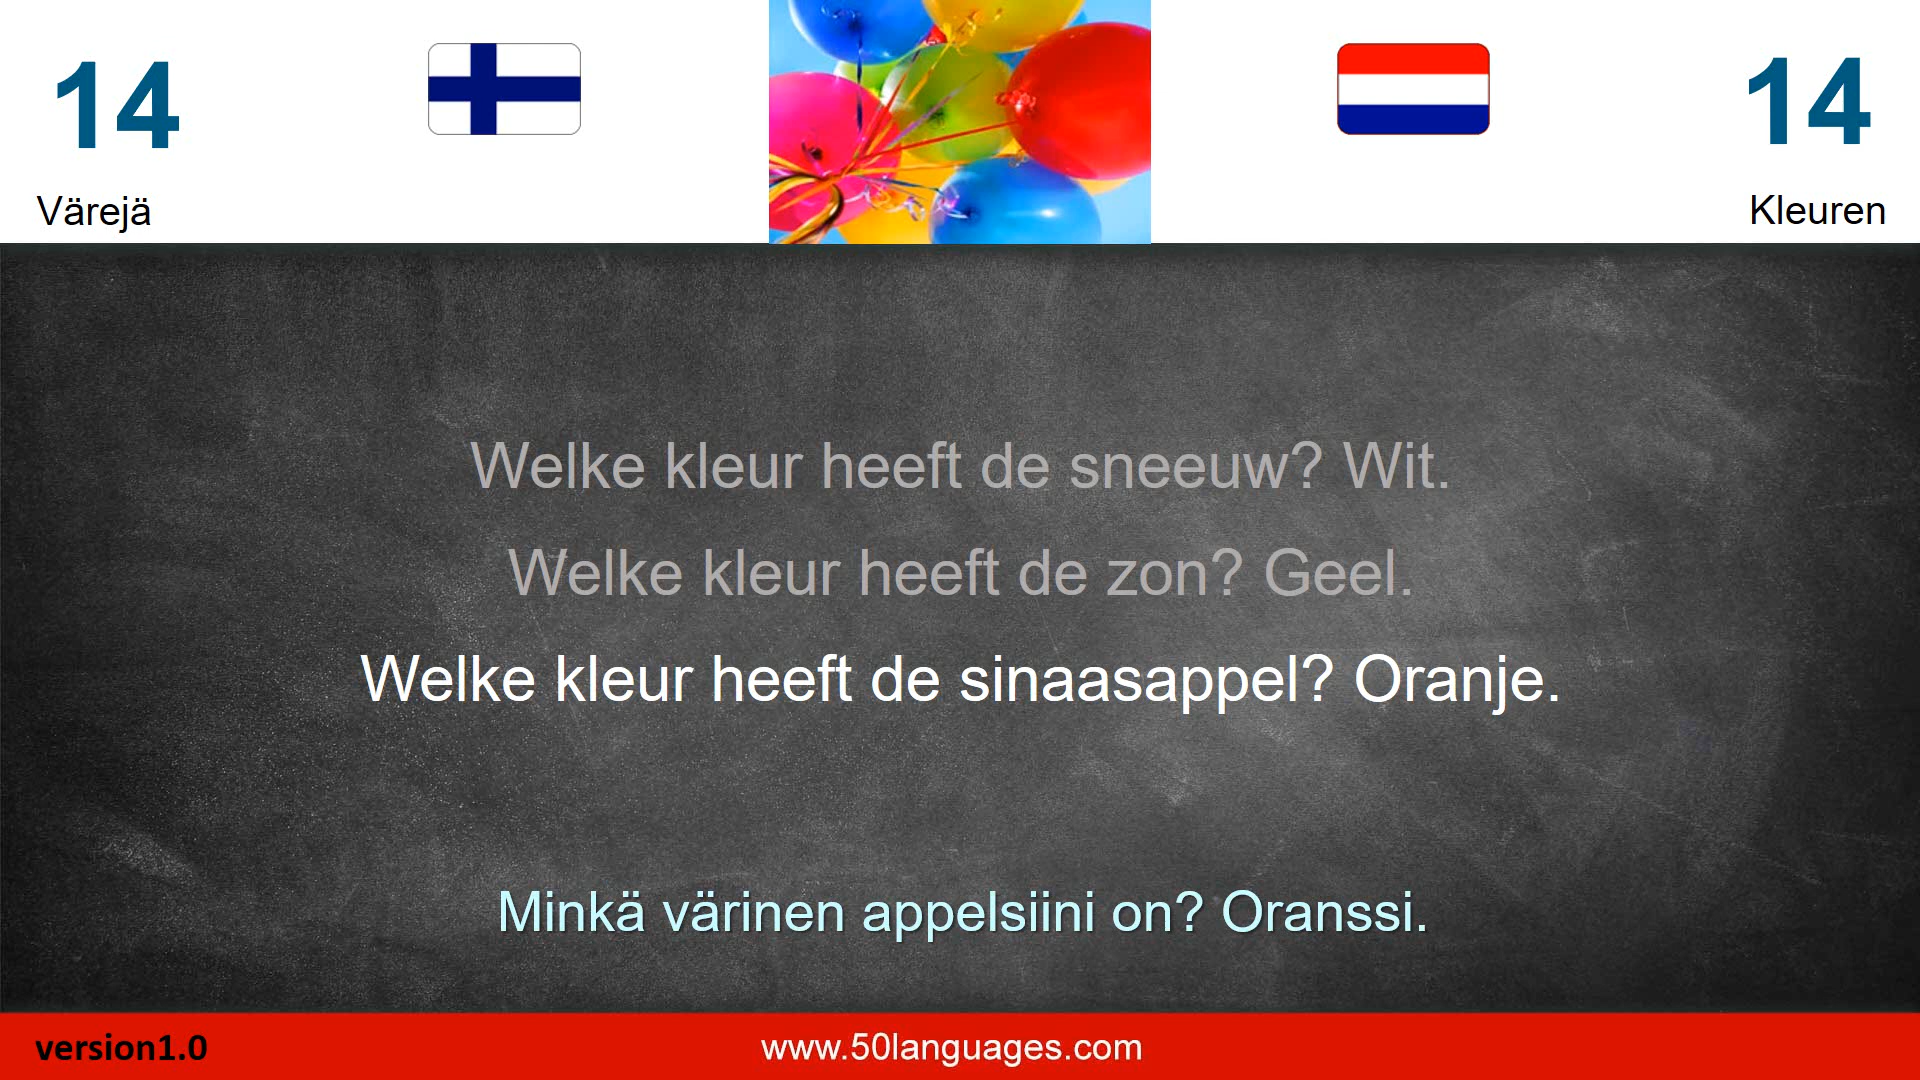 14
14
Värejä
Kleuren
Welke kleur heeft de sneeuw? Wit.
Welke kleur heeft de zon? Geel.
Welke kleur heeft de sinaasappel? Oranje.
Minkä värinen appelsiini on? Oranssi.
version1.0
www.50languages.com